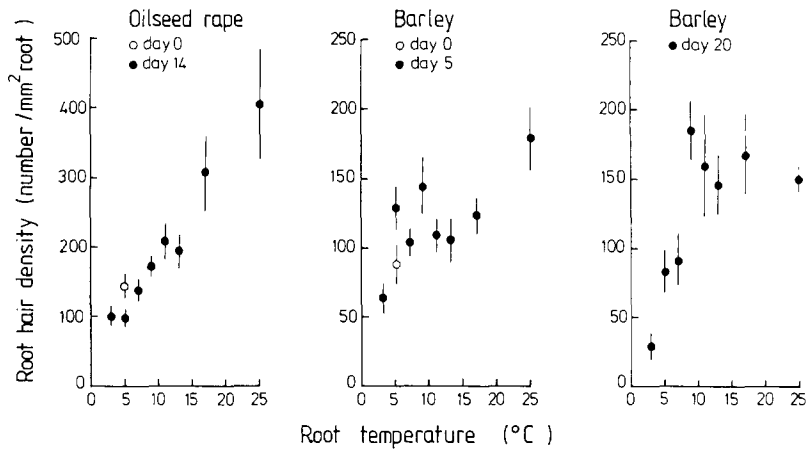 Oilseed rape
○ day 0
● day 14
Barley
○ day 0
● day 5
Barley
● day 20
Root hair density (number/mm² root)
500
400
300
200
100
0
0 5 10 15 20 25
250
200
150
100
50
0
0 5 10 15 20 25
250
200
150
100
50
0
0 5 10 15 20 25
Root temperature (°C)